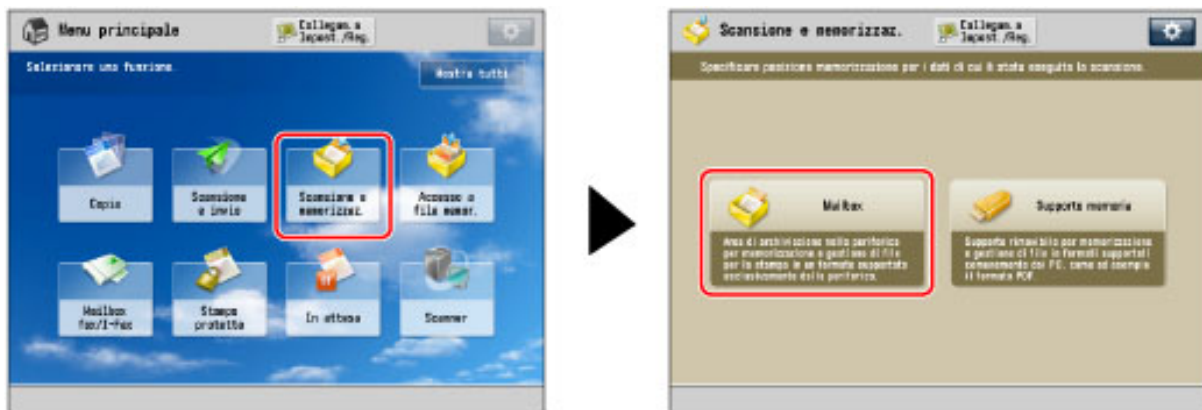 Menu principale
Collegam. a
Impost./Reg.
Selezionare una funzione.
Mostra tutti
Copia
Scansione
e invio
Scansione e
memorizzaz.
Accesso a
file memor.
Mailbox
fax/I-fax
Stampa
protetta
In attesa
Scanner
Scansione e memorizzaz.
Collegam. a
Impost./Reg.
Specificare posizione memorizzazione per i dati di cui è stata eseguita la scansione.
Mailbox
Area di archiviazione nella periferica
per memorizzazione e gestione di file
per la stampa in un formato supportato
esclusivamente dalla periferica.
Supporto memoria
Supporto rimovibile per memorizzazione
e gestione di file in formati supportati
comunemente dai PC, come ad esempio
il formato PDF.